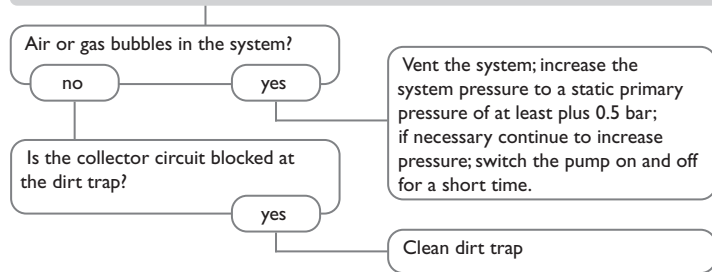 Air or gas bubbles in the system?
no
yes
Vent the system; increase the
system pressure to a static primary
pressure of at least plus 0.5 bar;
if necessary continue to increase
pressure; switch the pump on and off
for a short time.
Is the collector circuit blocked at
the dirt trap?
yes
Clean dirt trap